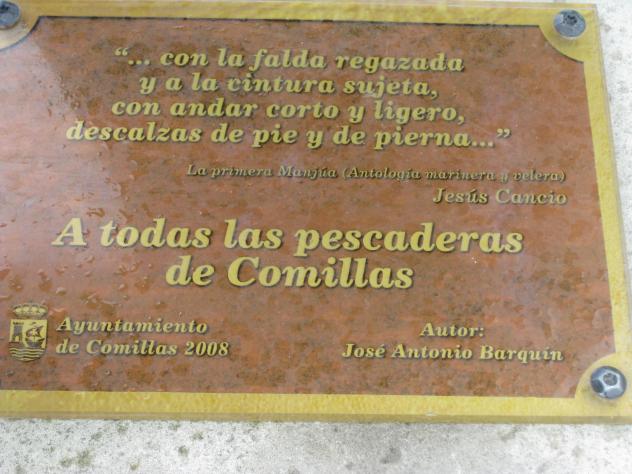 “... con la falda regazada
y a la cintura sujeta,
con andar corto y ligero,
descalzas de pie y de pierna...”
La primera Manjúa (Antología marinera y velera)
Jesús Cancio
A todas las pescaderas
de Comillas
Ayuntamiento
de Comillas 2008
Autor:
José Antonio Barquín